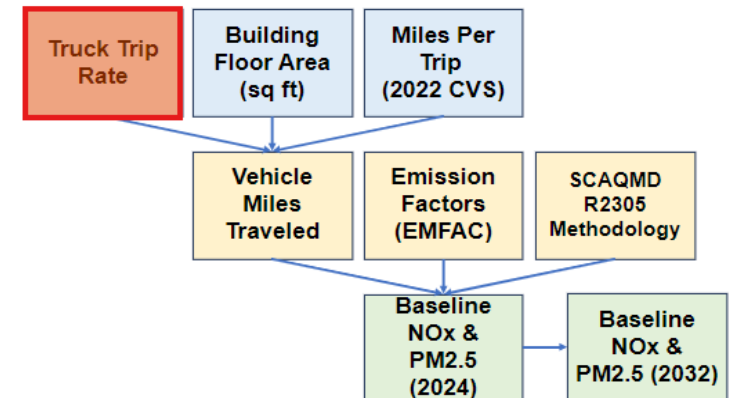 Truck Trip
Rate
Building
Floor Area
(sq ft)
Miles Per
Trip
(2022 CVS)
Vehicle
Miles
Traveled
Emission
Factors
(EMFAC)
SCAQMD
R2305
Methodology
Baseline
NOx &
PM2.5
(2024)
Baseline
NOx &
PM2.5 (2032)